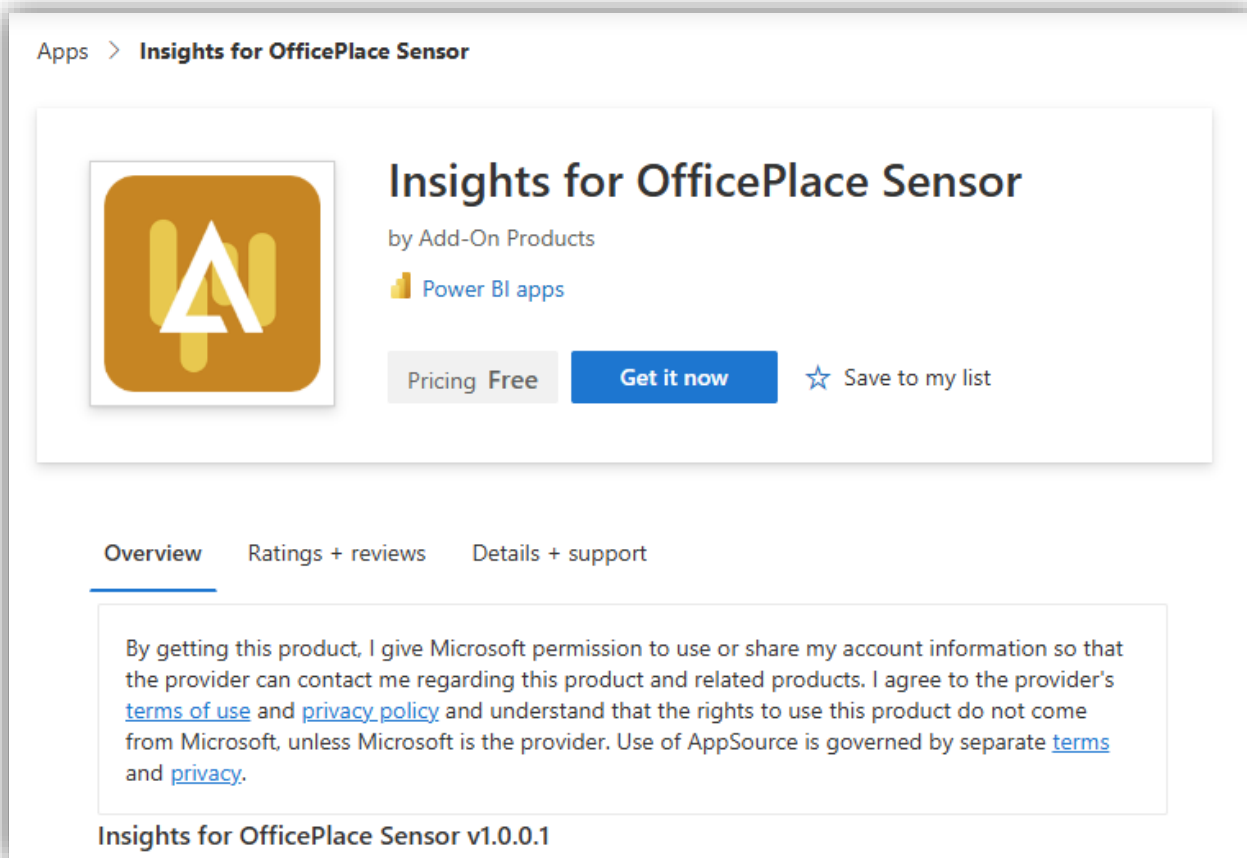 Apps > Insights for OfficePlace Sensor
Insights for OfficePlace Sensor
by Add-On Products
Power BI apps
Pricing Free
Get it now
Save to my list
Overview
Ratings + reviews
Details + support
By getting this product, I give Microsoft permission to use or share my account information so that
the provider can contact me regarding this product and related products. I agree to the provider's
terms of use and privacy policy and understand that the rights to use this product do not come
from Microsoft, unless Microsoft is the provider. Use of AppSource is governed by separate terms
and privacy.
Insights for OfficePlace Sensor v1.0.0.1